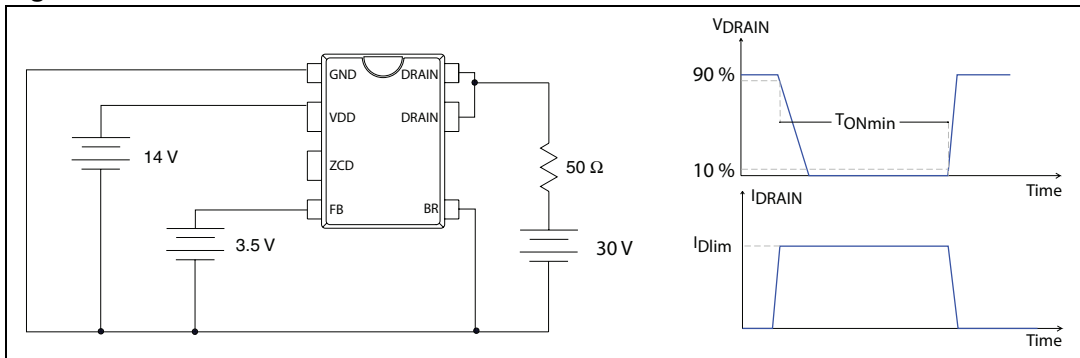 GND
DRAIN
VDD
DRAIN
ZCD
FB
BR
14 V
3.5 V
50 Ω
30 V
VDRAIN
90 %
TONmin
10 %
Time
IDRAIN
IDlim
Time